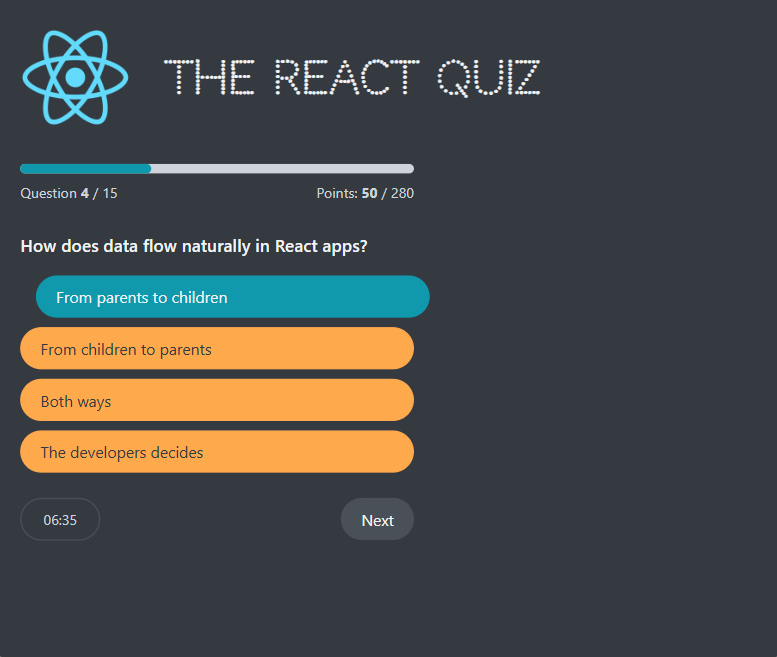 THE REACT QUIZ
Question 4 / 15
Points: 50 / 280
How does data flow naturally in React apps?
From parents to children
From children to parents
Both ways
The developers decides
06:35
Next